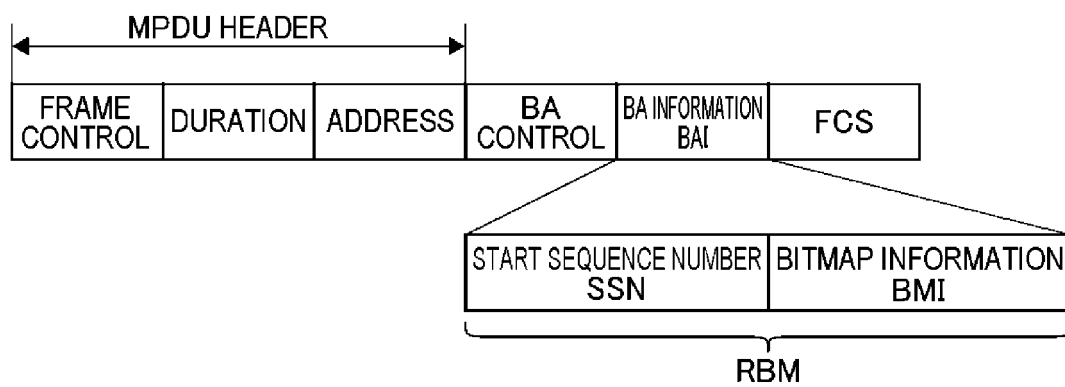 MPDU HEADER
FRAME
CONTROL
DURATION
ADDRESS
BA
CONTROL
BA INFORMATION
BAI
FCS
START SEQUENCE NUMBER
SSN
BITMAP INFORMATION
BMI
RBM